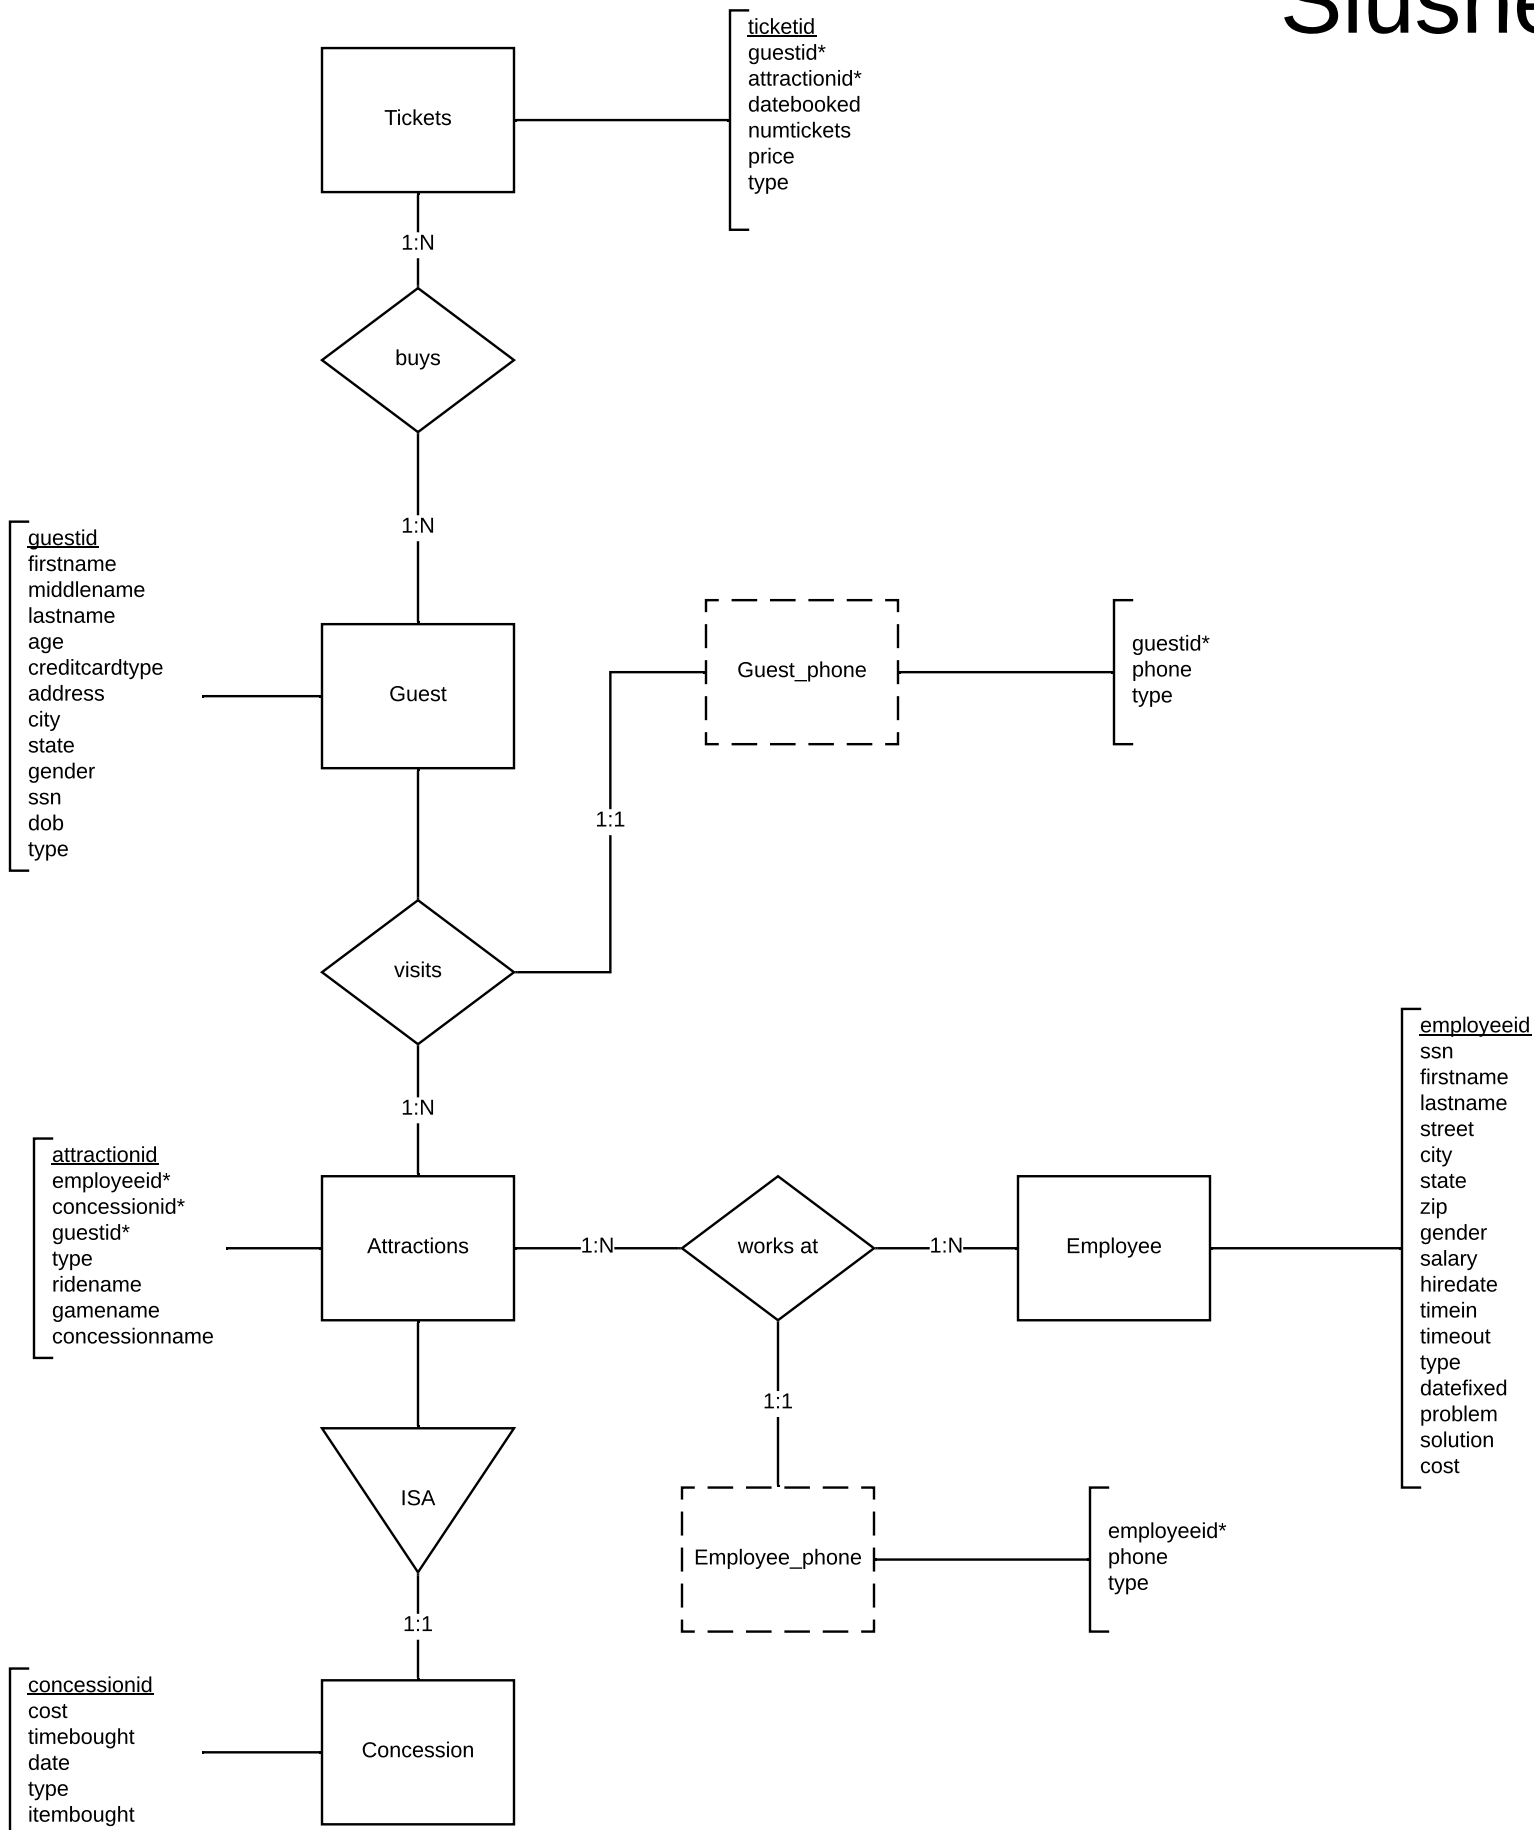 Slushe
ticketid
guestid*
attractionid*
datebooked
numtickets
price
type
Tickets
1:N
buys
1:N
guestid
firstname
middlename
lastname
age
creditcardtype
address
city
state
gender
ssn
dob
type
Guest
Guest_phone
guestid*
phone
type
1:1
visits
1:N
attractionid
employeeid*
concessionid*
guestid*
type
ridename
gamename
concessionname
Attractions
1:N
works at
1:N
Employee
employeeid
ssn
firstname
lastname
street
city
state
zip
gender
salary
hiredate
timein
timeout
type
datefixed
problem
solution
cost
1:1
ISA
Employee_phone
employeeid*
phone
type
1:1
concessionid
cost
timebought
date
type
itembought
Concession